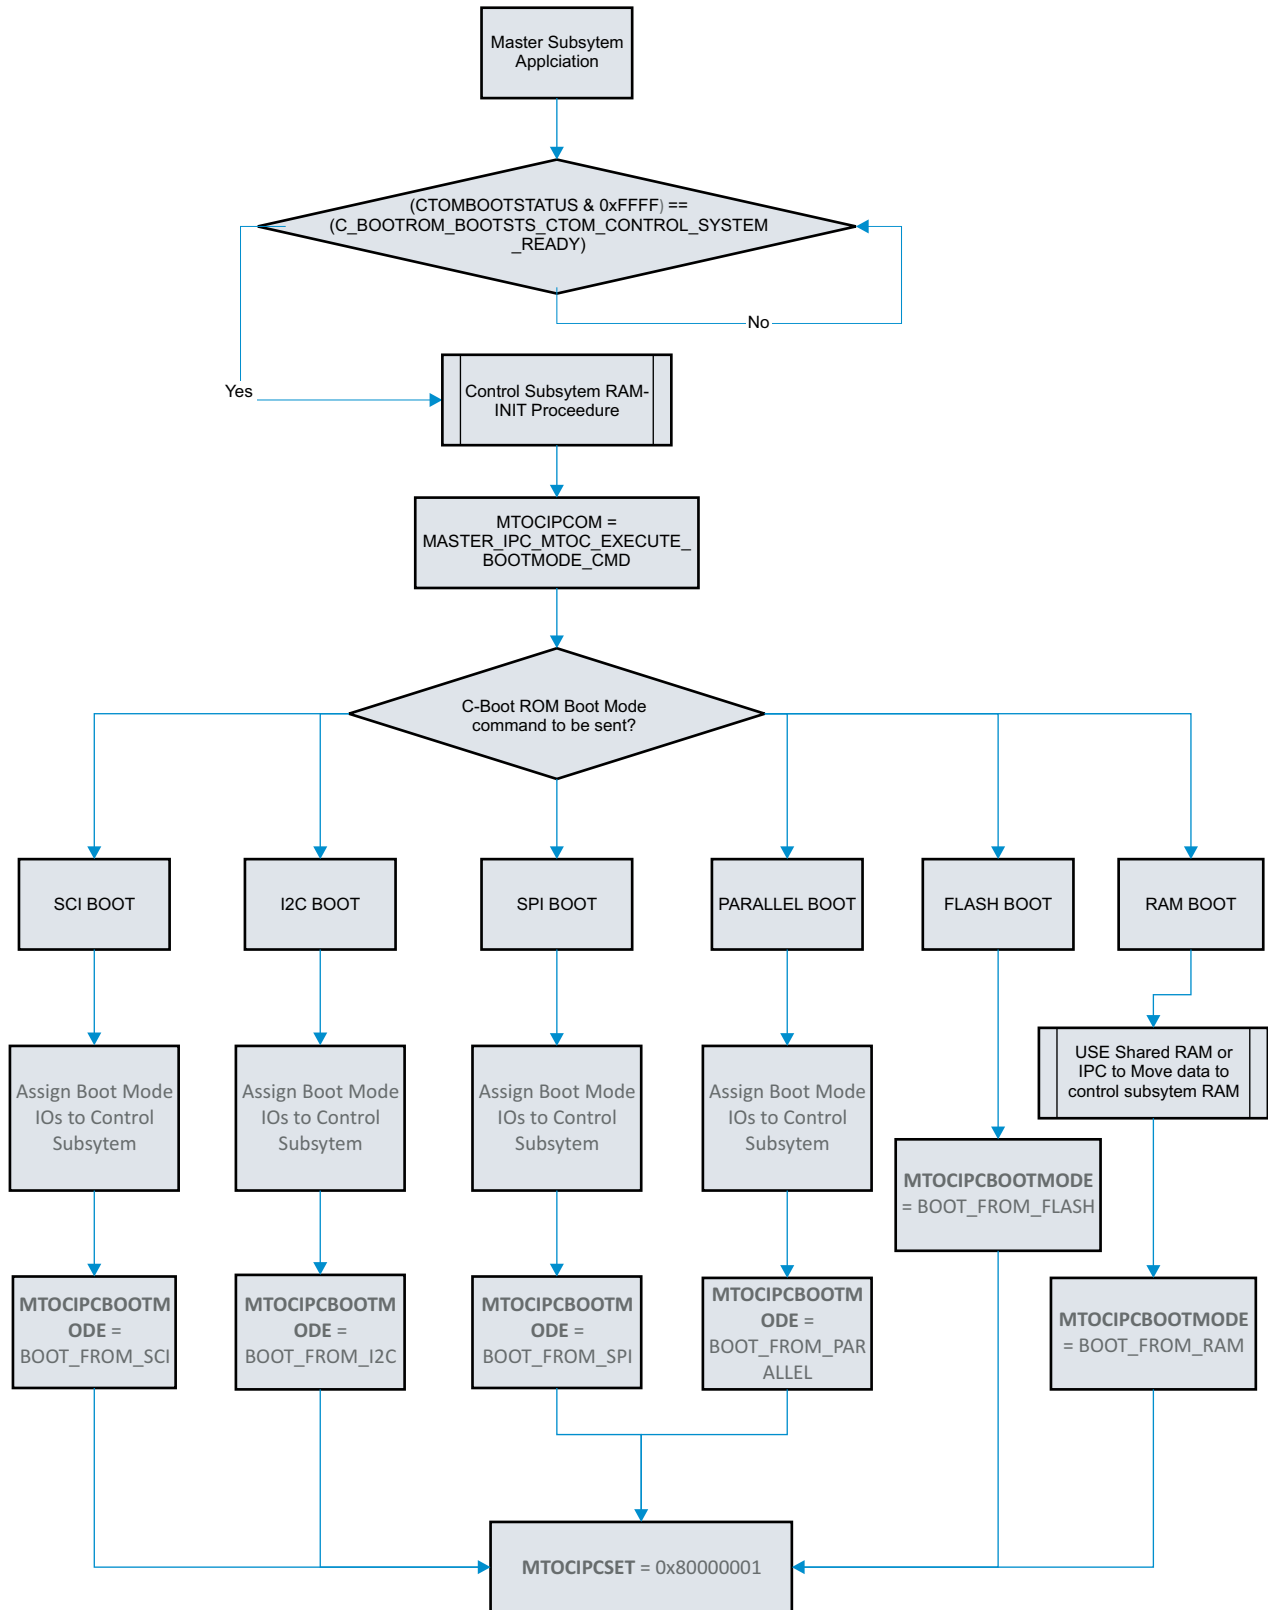 Master Subsytem
Applciation
(CTOMBOOTSTATUS & 0xFFFF) ==
(C_BOOTROM_BOOTSTS_CTOM_CONTROL_SYSTEM
_READY)
No
Yes
Control Subsytem RAM-
INIT Proceedure
MTOCIPCOM =
MASTER_IPC_MTOC_EXECUTE_
BOOTMODE_CMD
C-Boot ROM Boot Mode
command to be sent?
SCI BOOT
I2C BOOT
SPI BOOT
PARALLEL BOOT
FLASH BOOT
RAM BOOT
Assign Boot Mode
IOs to Control
Subsytem
Assign Boot Mode
IOs to Control
Subsytem
Assign Boot Mode
IOs to Control
Subsytem
Assign Boot Mode
IOs to Control
Subsytem
USE Shared RAM or
IPC to Move data to
control subsytem RAM
MTOCIPCBOOTMODE
= BOOT_FROM_FLASH
MTOCIPCBOOTM
ODE =
BOOT_FROM_SCI
MTOCIPCBOOTM
ODE =
BOOT_FROM_I2C
MTOCIPCBOOTM
ODE =
BOOT_FROM_SPI
MTOCIPCBOOTM
ODE =
BOOT_FROM_PAR
ALLEL
MTOCIPCBOOTMODE
= BOOT_FROM_RAM
MTOCIPCSET = 0x80000001